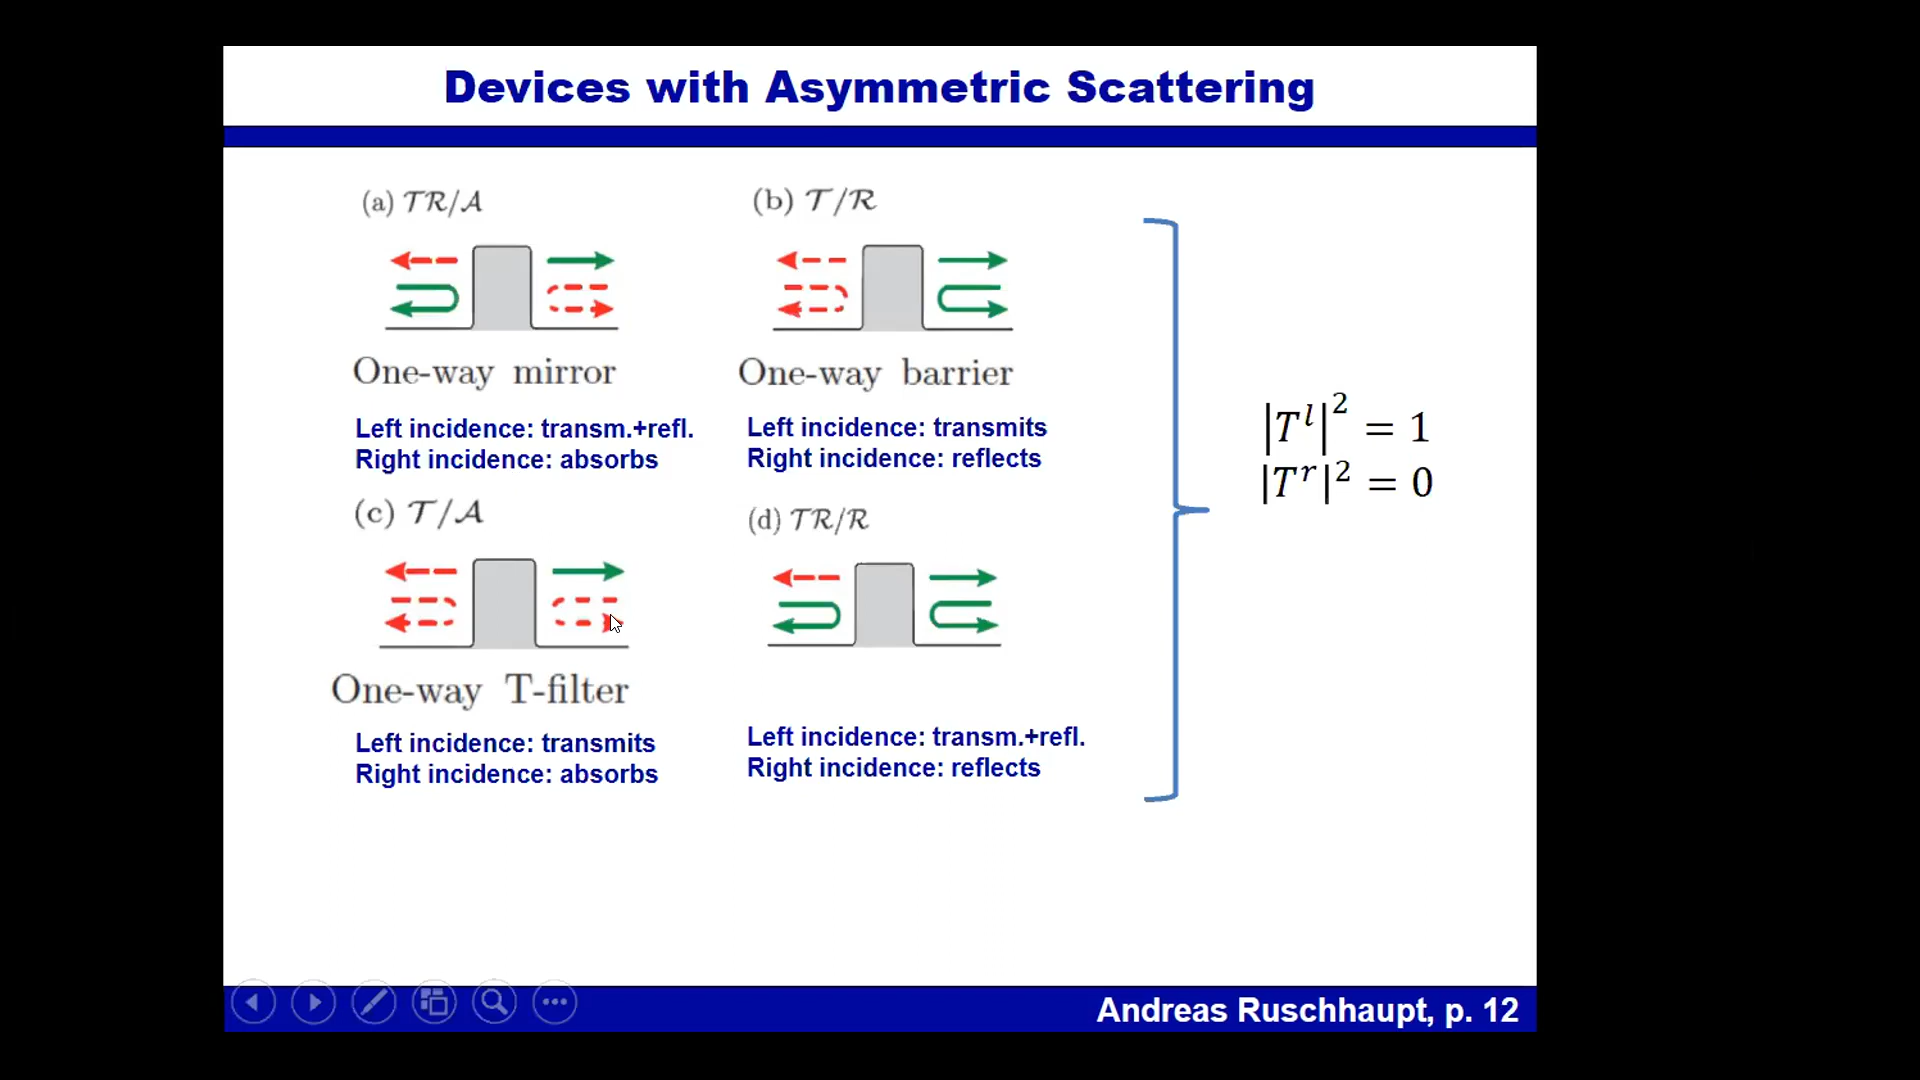 Devices with Asymmetric Scattering
(a) 𝒯ℛ/𝒜
(b) 𝒯/ℛ
One-way mirror
One-way barrier
Left incidence: transm.+refl.
Right incidence: absorbs
Left incidence: transmits
Right incidence: reflects
(c) 𝒯/𝒜
(d) 𝒯ℛ/ℛ
One-way T-filter
Left incidence: transmits
Right incidence: absorbs
Left incidence: transm.+refl.
Right incidence: reflects
|Tˡ|² = 1
|Tʳ|² = 0
Andreas Ruschhaupt, p. 12